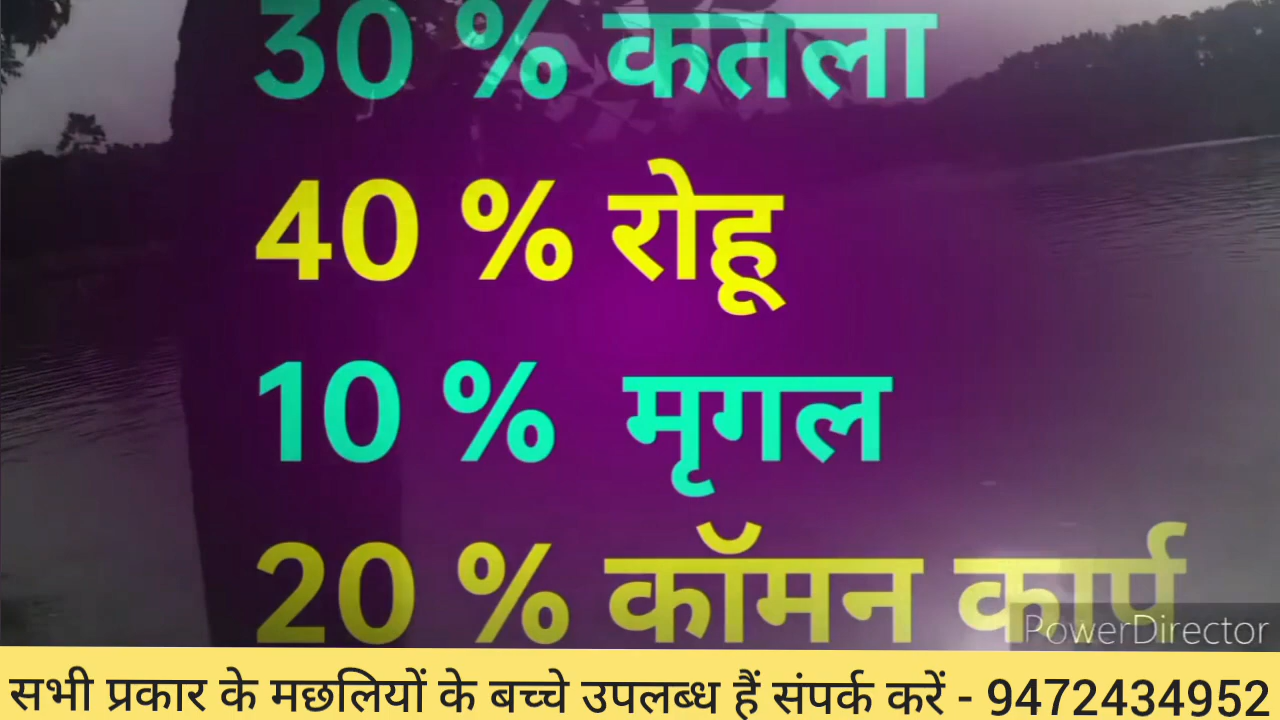 30 % कतला
40 % रोहू
10 % मृगल
20 % कॉमन कार्प
PowerDirector
सभी प्रकार के मछलियों के बच्चे उपलब्ध हैं संपर्क करें - 9472434952